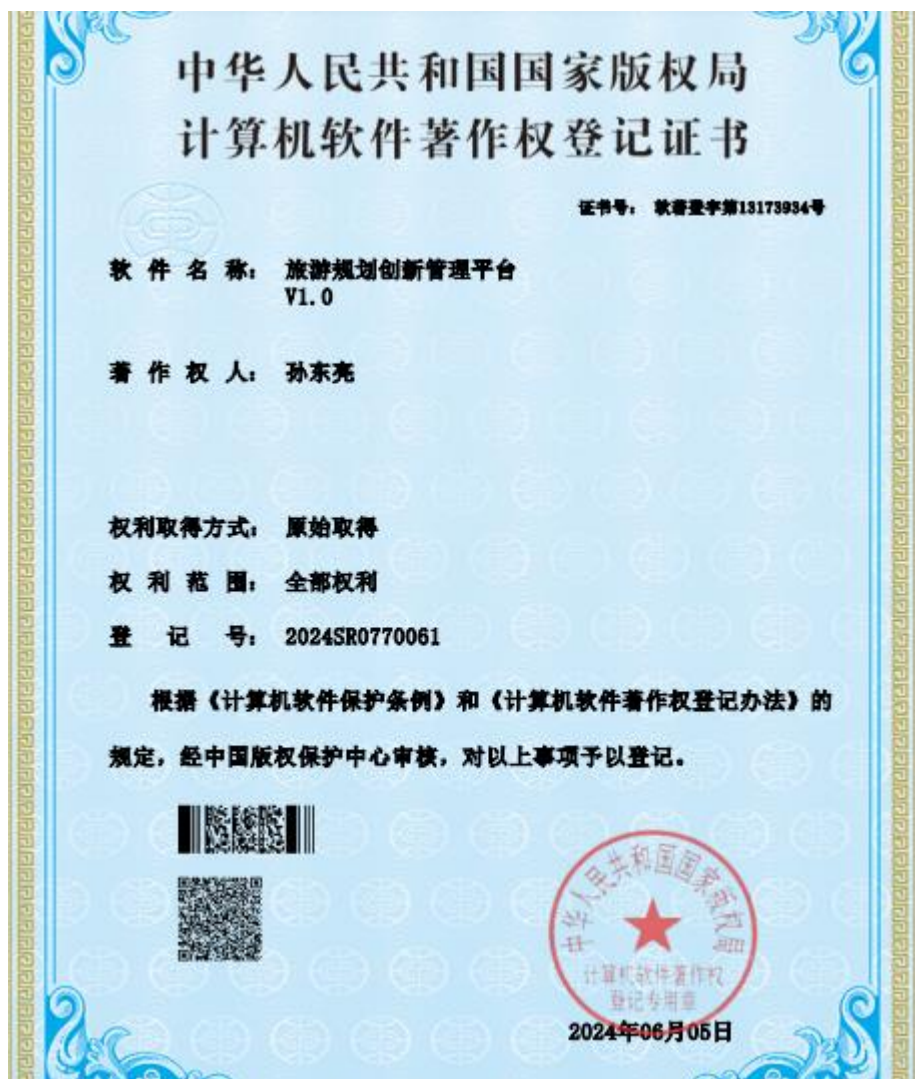 中华人民共和国国家版权局
计算机软件著作权登记证书
证书号： 软著登字第13173934号
软件名称： 旅游规划创新管理平台
V1.0
著作权人： 孙东亮
权利取得方式： 原始取得
权利范围： 全部权利
登记号： 2024SR0770061
根据《计算机软件保护条例》和《计算机软件著作权登记办法》的
规定，经中国版权保护中心审核，对以上事项予以登记。
中华人民共和国国家版权局
计算机软件著作权
登记专用章
2024年06月05日